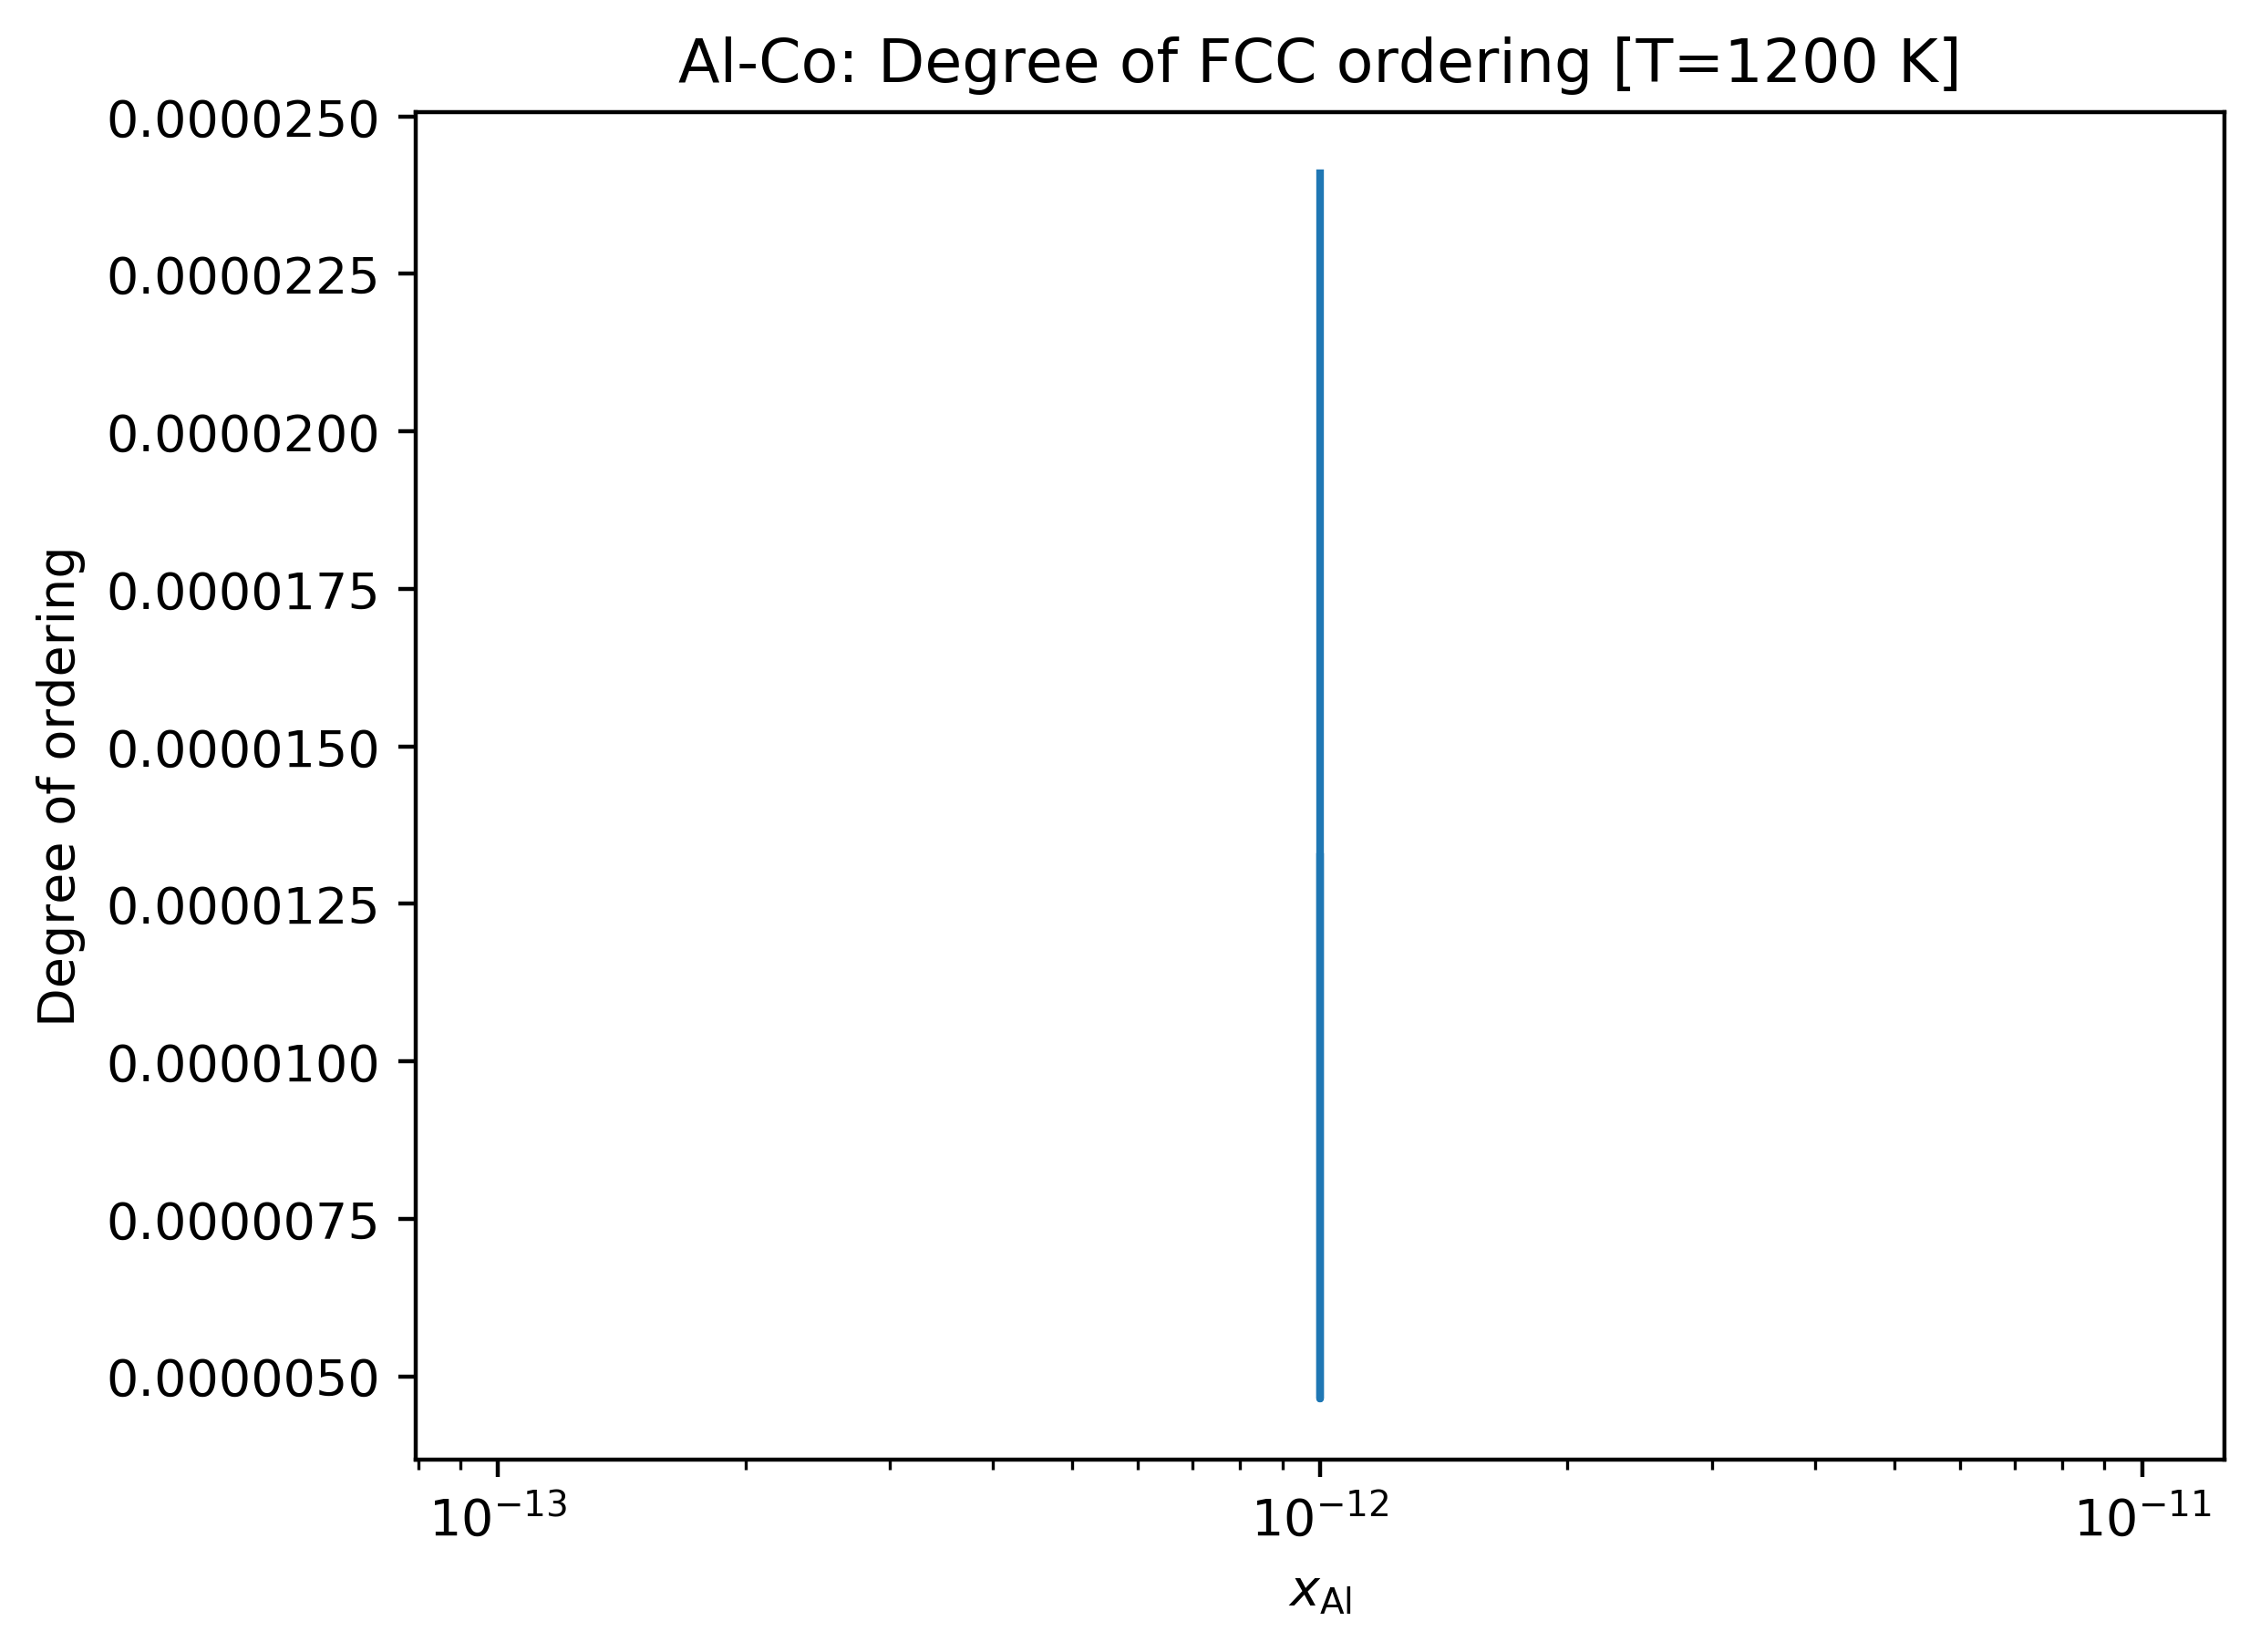 Al-Co: Degree of FCC ordering [T=1200 K]
0.0000250
0.0000225
0.0000200
0.0000175
0.0000150
0.0000125
0.0000100
0.0000075
0.0000050
Degree of ordering
10⁻¹³ 10⁻¹² 10⁻¹¹
x_Al